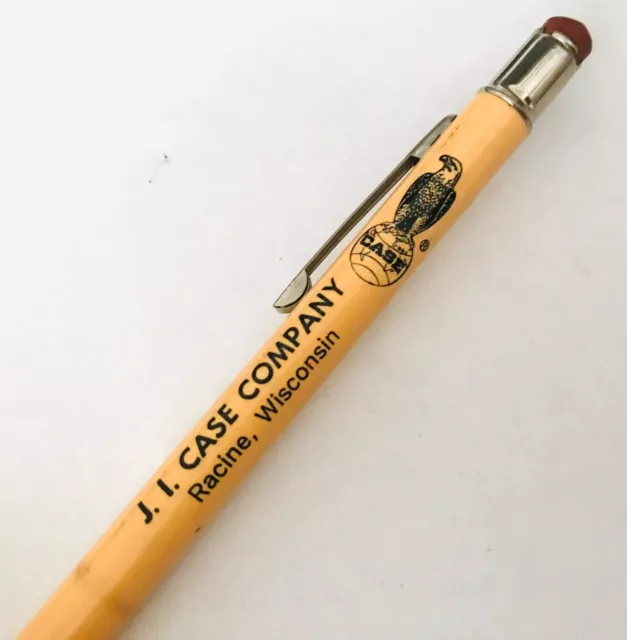 CASE
®
J. I. CASE COMPANY
Racine, Wisconsin